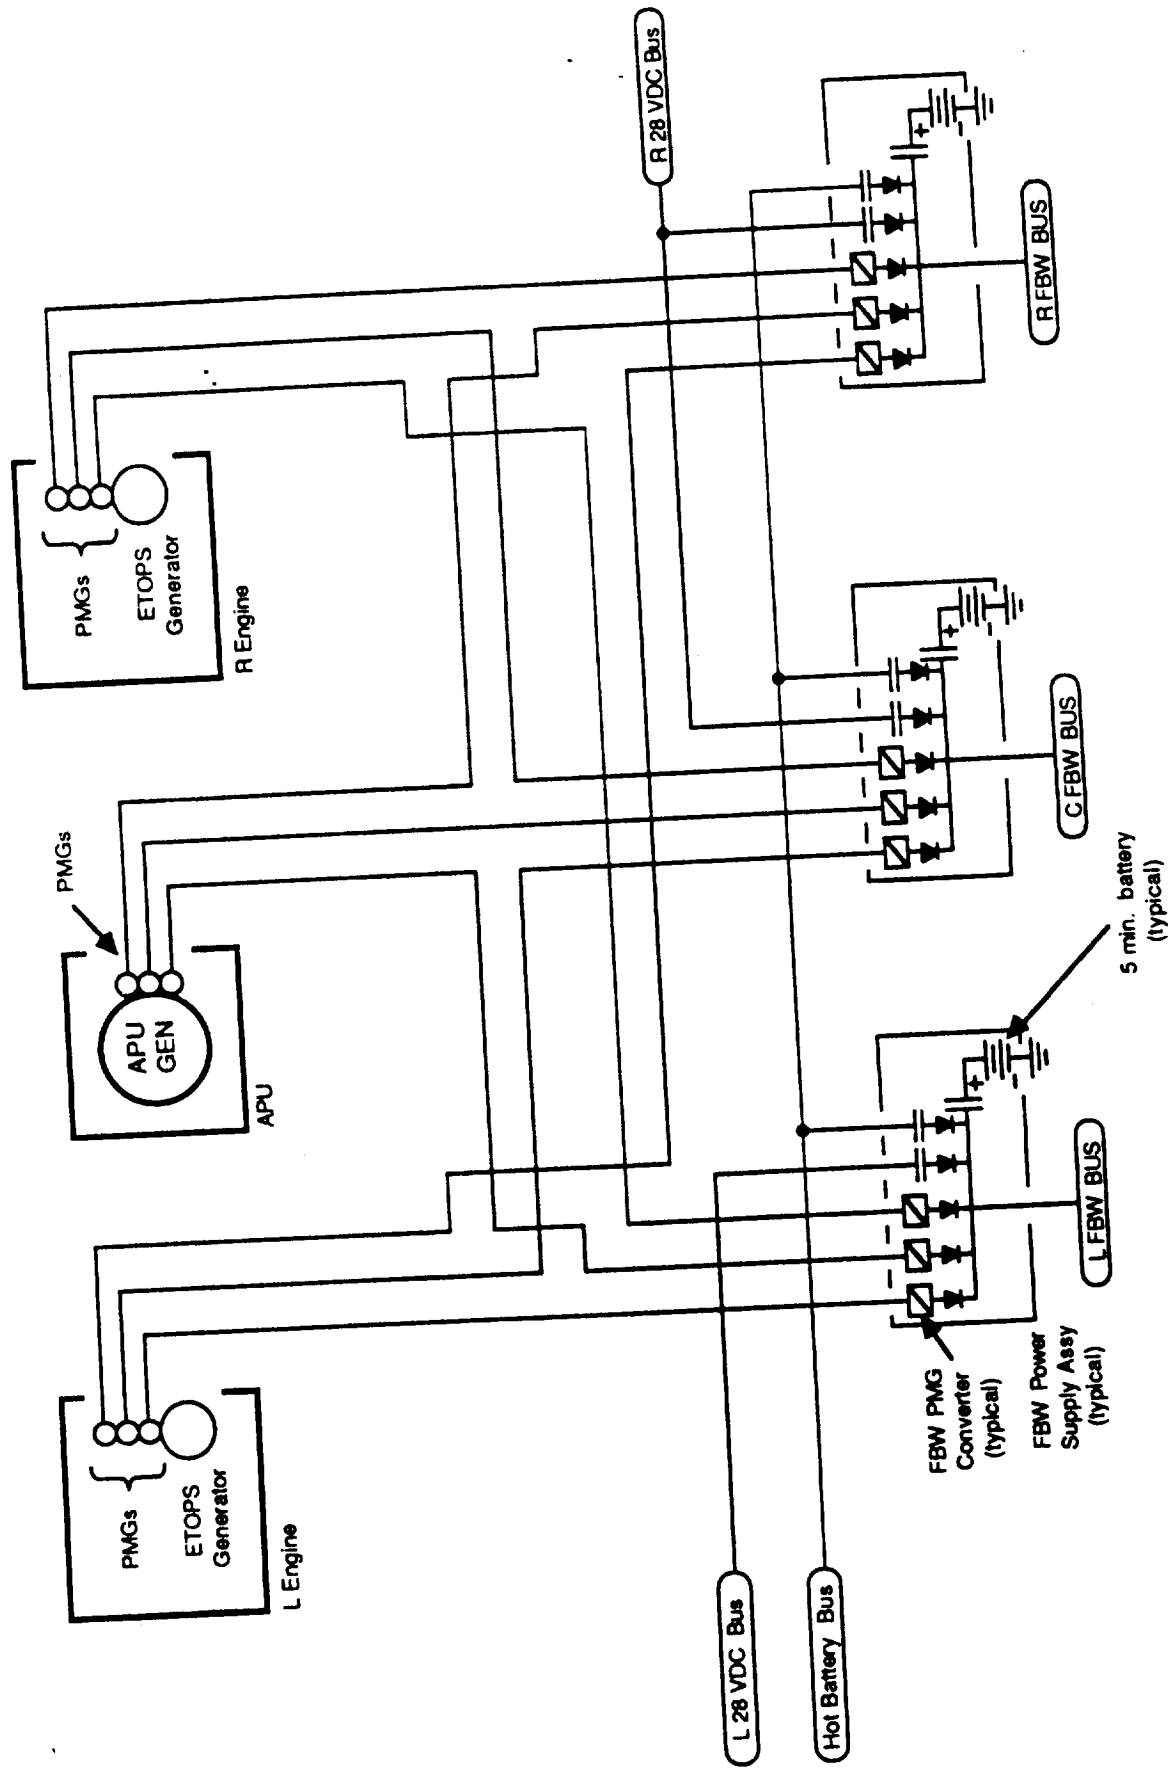 PMGs
ETOPS
Generator
L Engine
PMGs
APU
GEN
APU
PMGs
ETOPS
Generator
R Engine
R 28 VDC Bus
L 28 VDC Bus
Hot Battery Bus
+
-
+
-
+
-
FBW PMG
Converter
(typical)
FBW Power
Supply Assy
(typical)
5 min. battery
(typical)
L FBW BUS
C FBW BUS
R FBW BUS